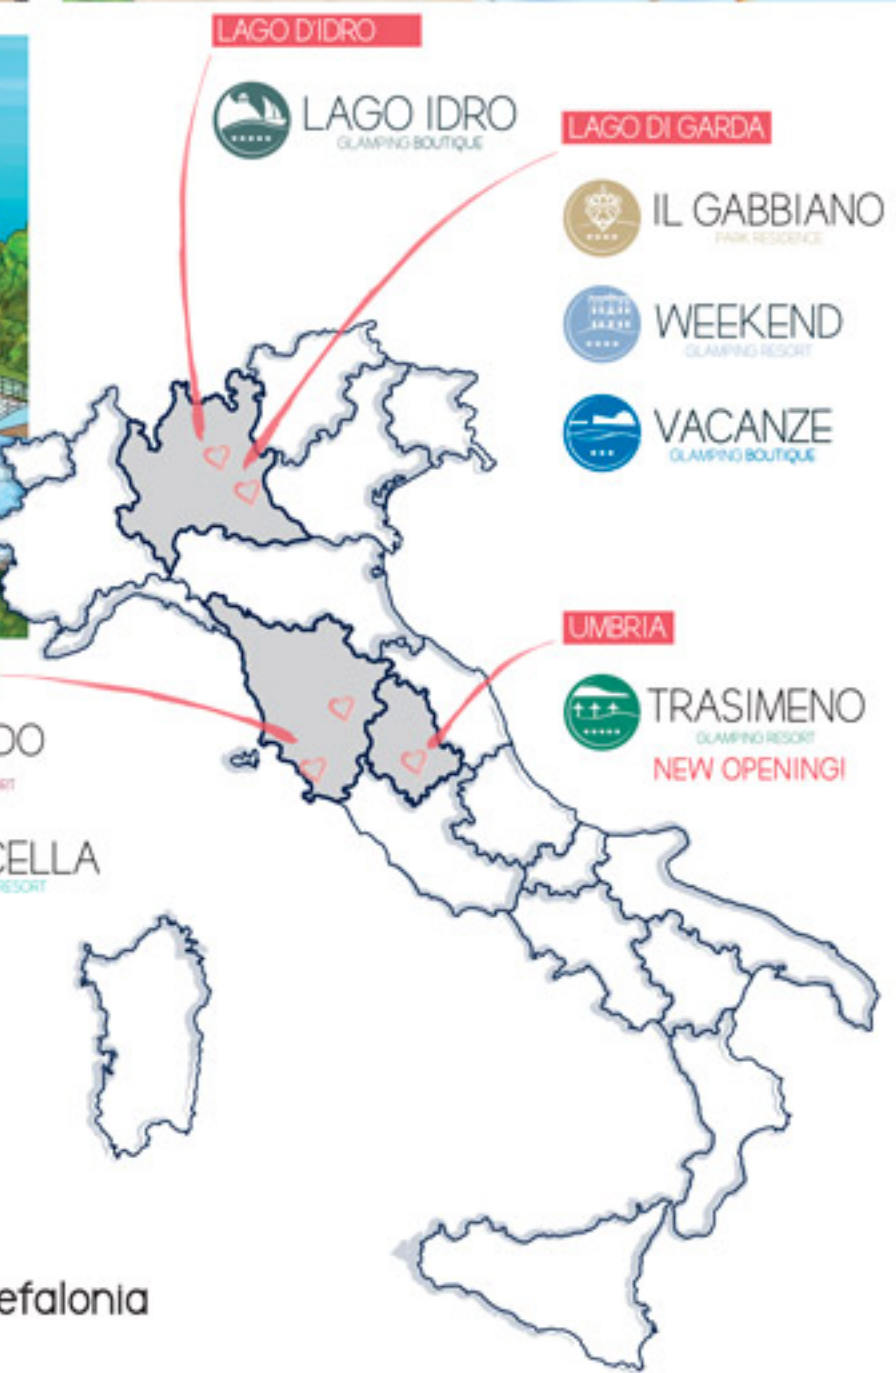 LAGO D'IDRO
LAGO IDRO
GLAMPING BOUTIQUE
LAGO DI GARDA
IL GABBIANO
PARK RESIDENCE
WEEKEND
GLAMPING RESORT
VACANZE
GLAMPING BOUTIQUE
UMBRIA
TRASIMENO
GLAMPING RESORT
NEW OPENING!
DO
CELLA
RESORT
efalonia